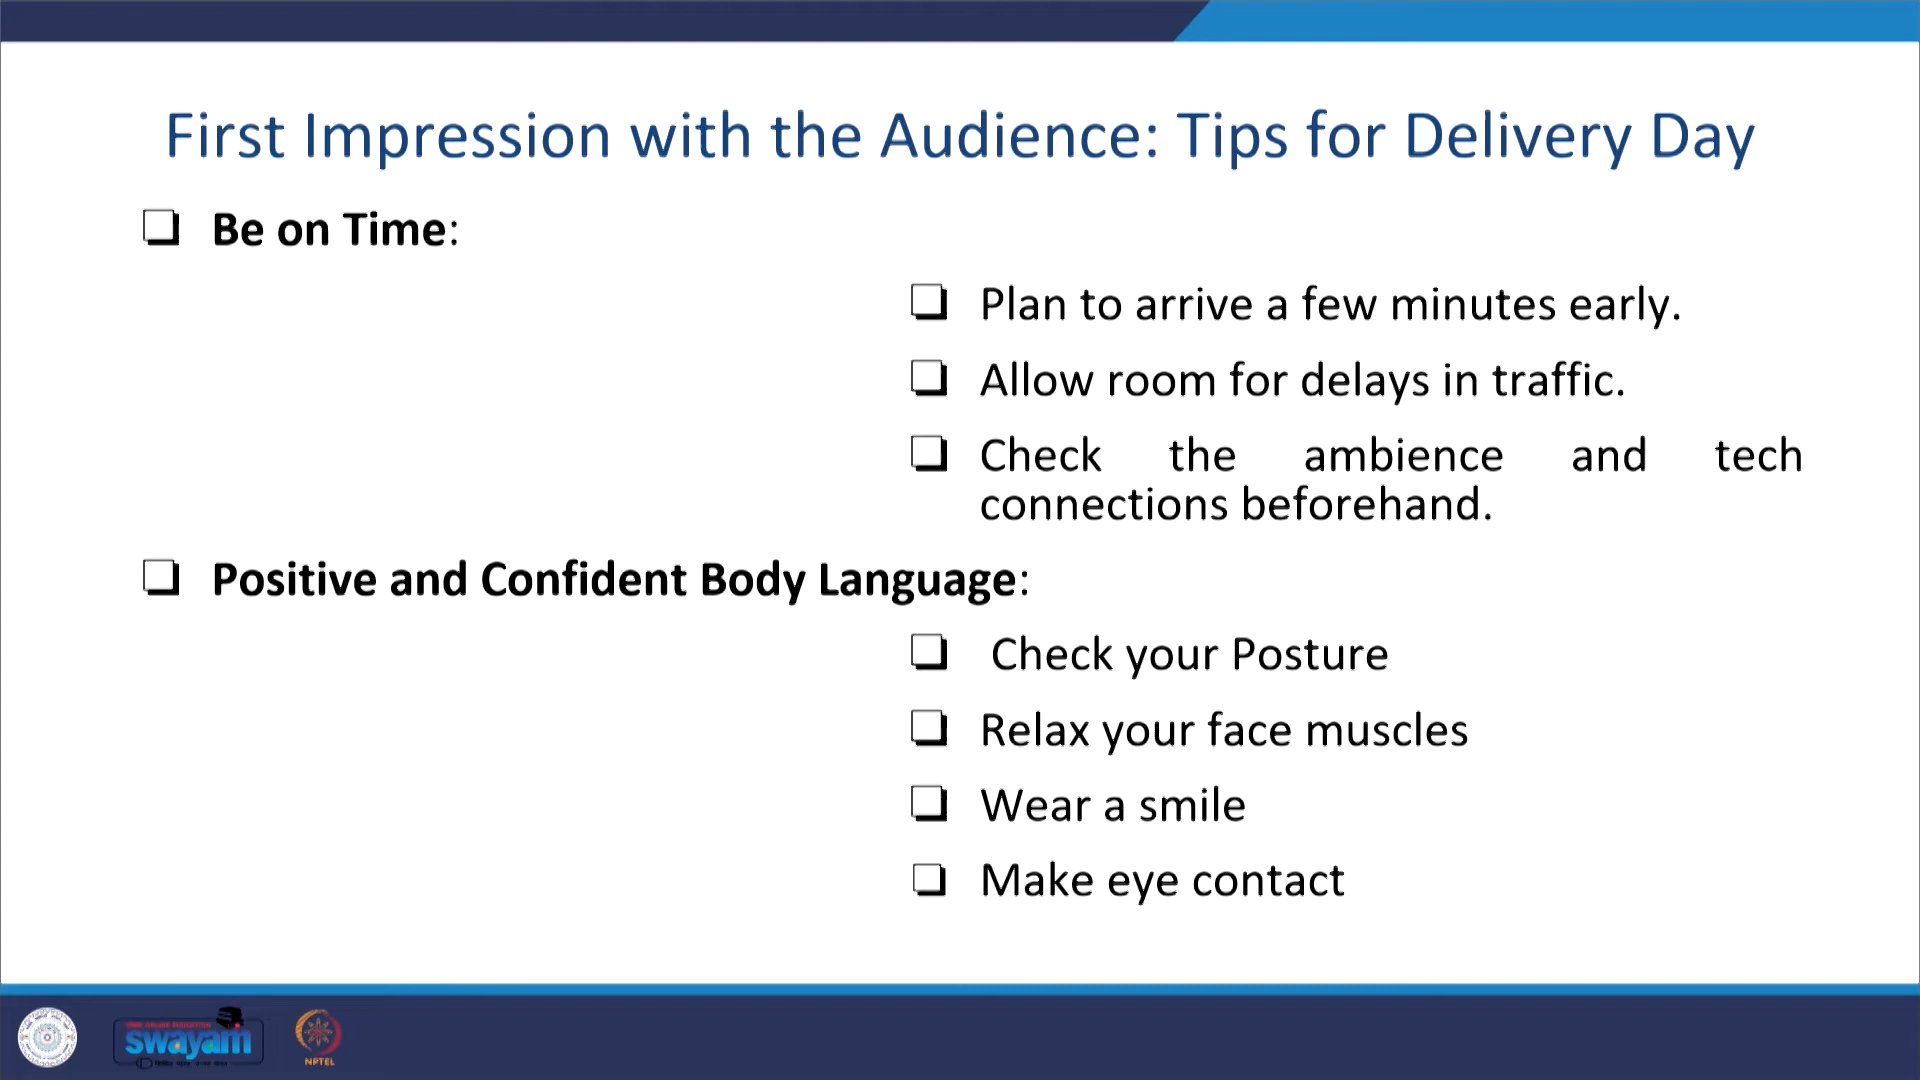 First Impression with the Audience: Tips for Delivery Day
Be on Time:
Plan to arrive a few minutes early.
Allow room for delays in traffic.
Check the ambience and tech
connections beforehand.
Positive and Confident Body Language:
Check your Posture
Relax your face muscles
Wear a smile
Make eye contact
swayam
NPTEL